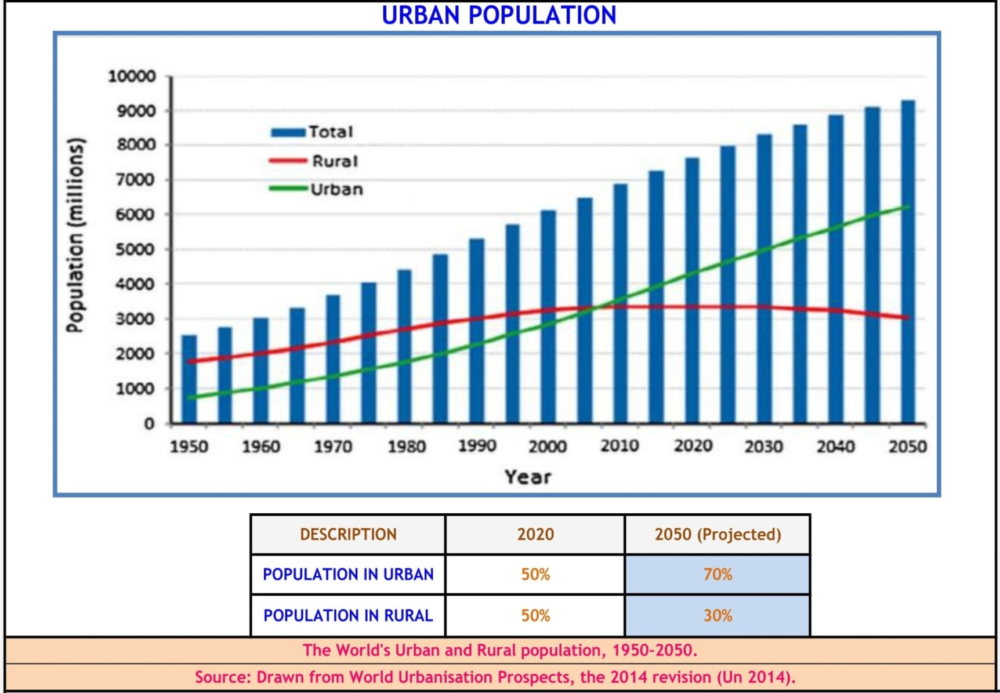 URBAN POPULATION
10000
9000
8000
7000
6000
5000
4000
3000
2000
1000
0
Population (millions)
Total
Rural
Urban
1950 1960 1970 1980 1990 2000 2010 2020 2030 2040 2050
Year
DESCRIPTION 2020 2050 (Projected)
POPULATION IN URBAN 50% 70%
POPULATION IN RURAL 50% 30%
The World's Urban and Rural population, 1950-2050.
Source: Drawn from World Urbanisation Prospects, the 2014 revision (Un 2014).